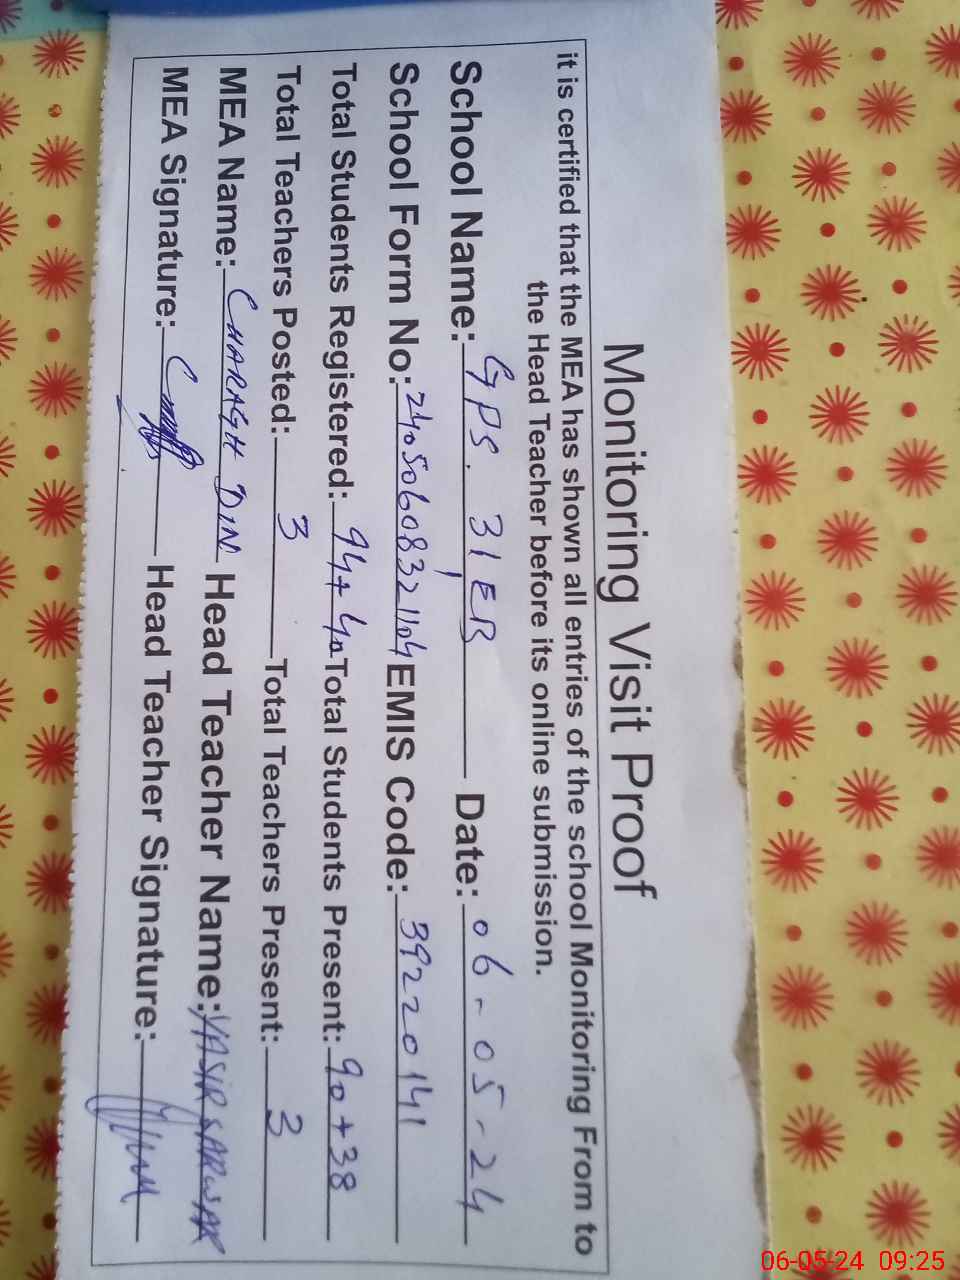 Monitoring Visit Proof
it is certified that the MEA has shown all entries of the school Monitoring From to
the Head Teacher before its online submission.
School Name: GPS. 31/EB Date: 06-05-24
School Form No: 24050608321104 EMIS Code: 39220141
Total Students Registered: 94+40 Total Students Present: 90+38
Total Teachers Posted: 3 Total Teachers Present: 3
MEA Name: CHARAGH DIN Head Teacher Name: YASIR SARWAR
MEA Signature: Head Teacher Signature:
06-05-24 09:25